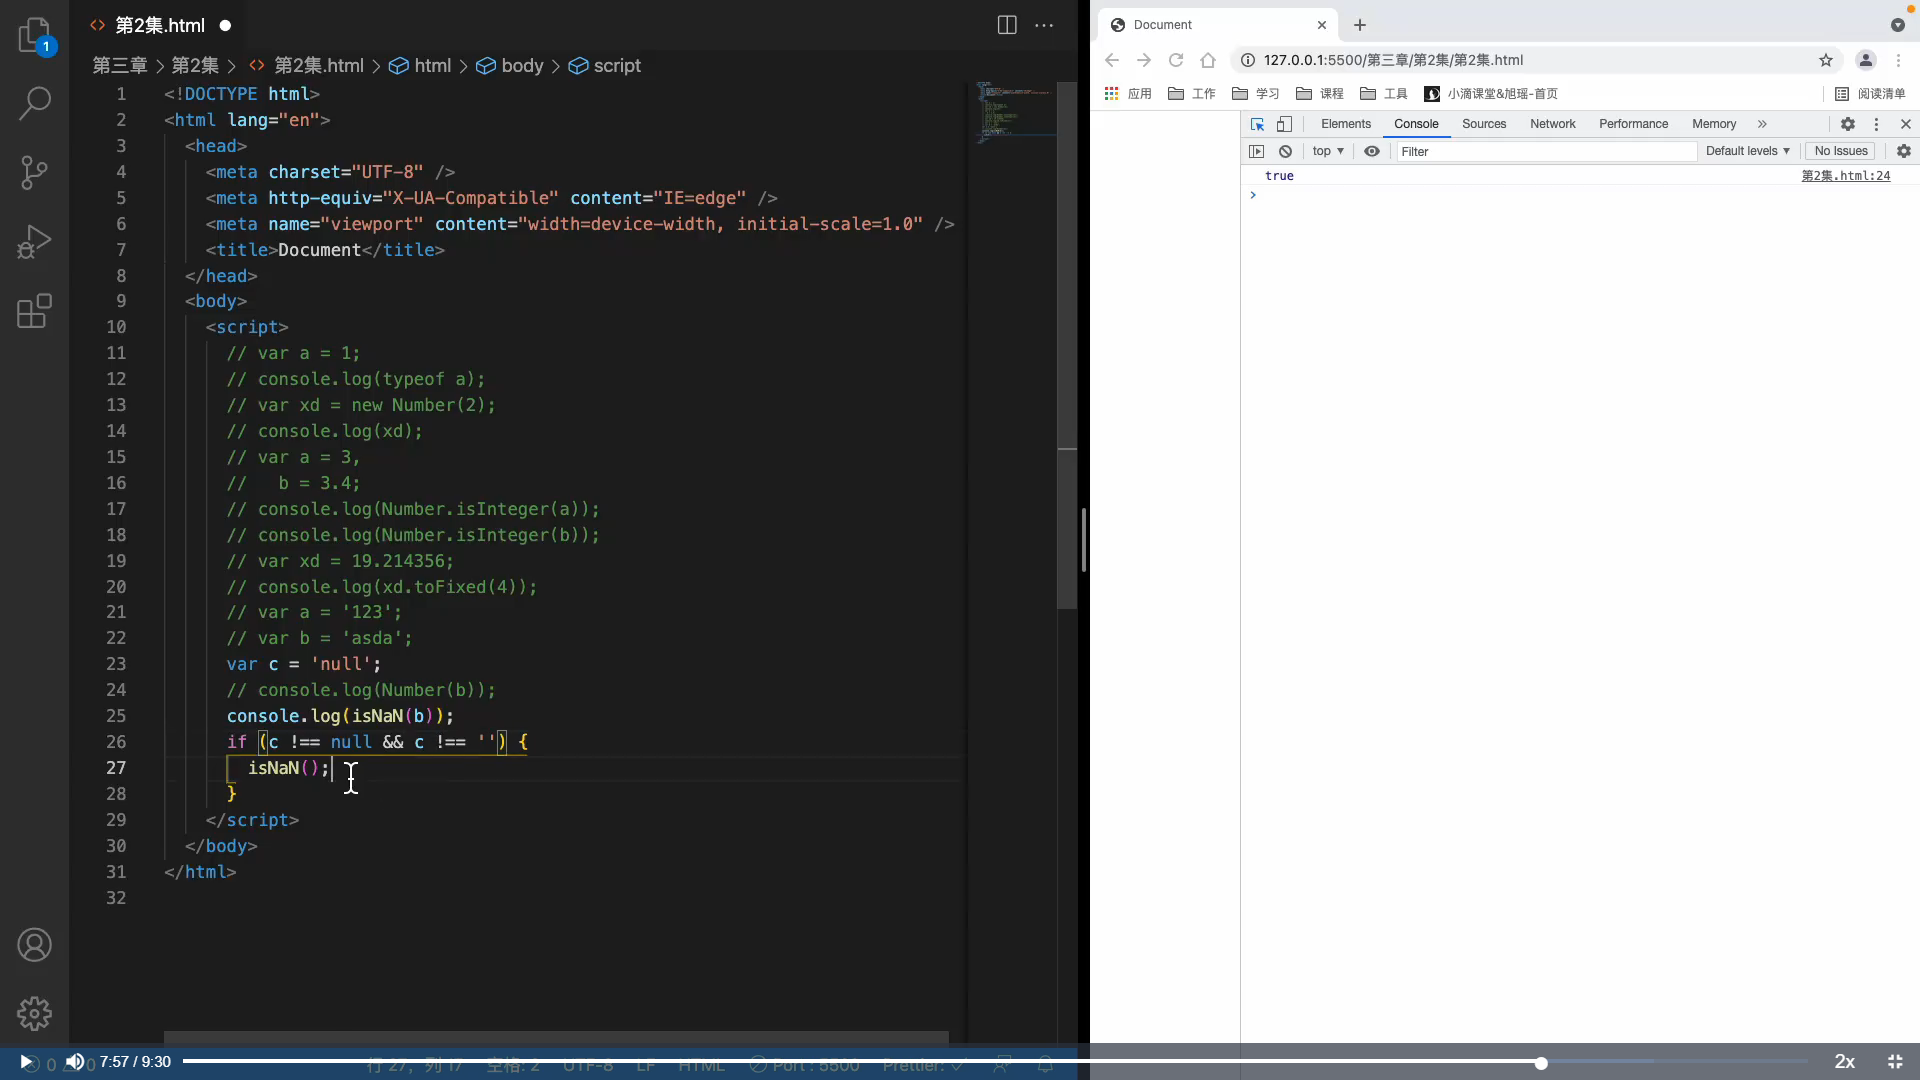 第2集.html
1
第三章 > 第2集 > 第2集.html > html > body > script
1 <!DOCTYPE html>
2 <html lang="en">
3 <head>
4 <meta charset="UTF-8" />
5 <meta http-equiv="X-UA-Compatible" content="IE=edge" />
6 <meta name="viewport" content="width=device-width, initial-scale=1.0" />
7 <title>Document</title>
8 </head>
9 <body>
10 <script>
11 // var a = 1;
12 // console.log(typeof a);
13 // var xd = new Number(2);
14 // console.log(xd);
15 // var a = 3,
16 //   b = 3.4;
17 // console.log(Number.isInteger(a));
18 // console.log(Number.isInteger(b));
19 // var xd = 19.214356;
20 // console.log(xd.toFixed(4));
21 // var a = '123';
22 // var b = 'asda';
23 var c = 'null';
24 // console.log(Number(b));
25 console.log(isNaN(b));
26 if (c !== null && c !== '') {
27 isNaN();
28 }
29 </script>
30 </body>
31 </html>
32
Document
127.0.0.1:5500/第三章/第2集/第2集.html
应用 工作 学习 课程 工具 小滴课堂&旭瑶-首页 阅读清单
Elements Console Sources Network Performance Memory »
top Filter Default levels No Issues
true 第2集.html:24
>
0 0 7:57 / 9:30 行 27，列 17 空格: 2 UTF-8 LF HTML Port : 5500 Prettier: ✓ 2x